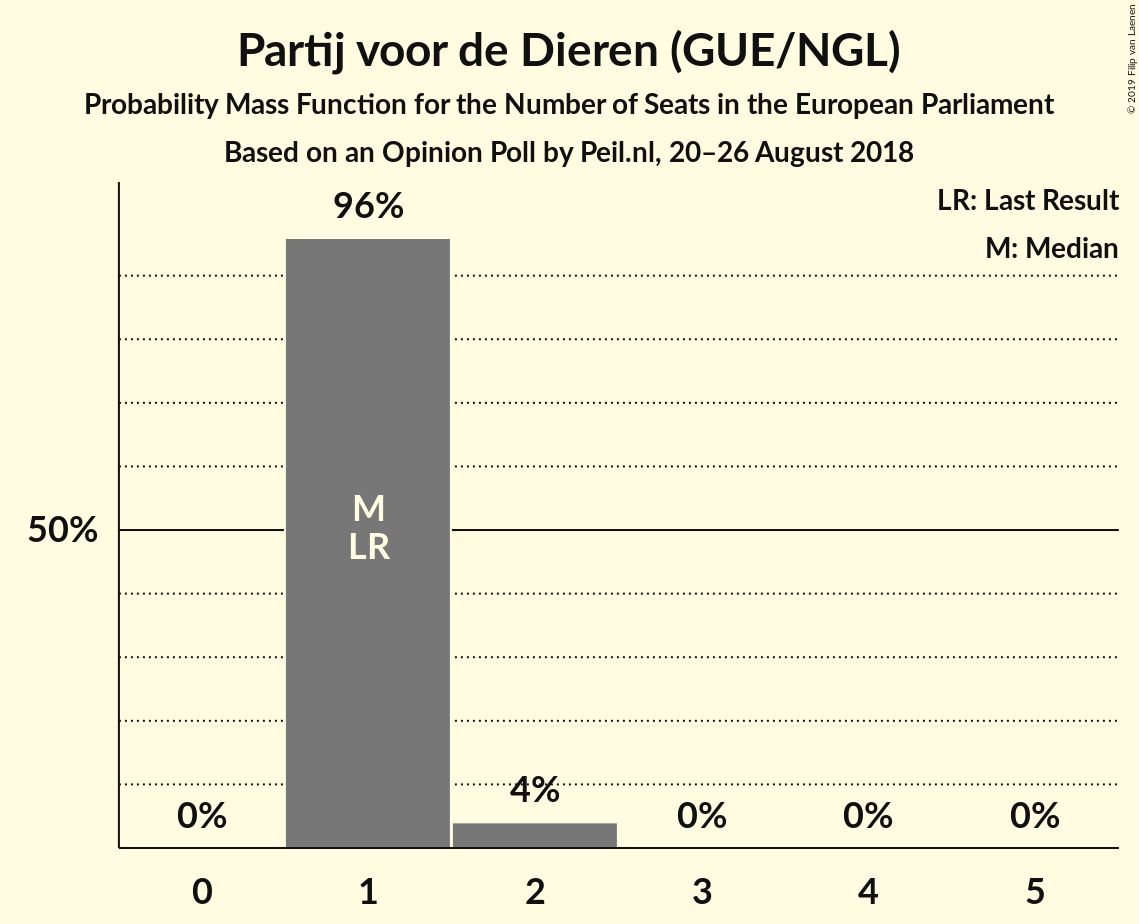 Partij voor de Dieren (GUE/NGL)
Probability Mass Function for the Number of Seats in the European Parliament
Based on an Opinion Poll by Peil.nl, 20–26 August 2018
© 2019 Filip van Laenen
LR: Last Result
M: Median
96%
M
LR
50%
4%
0%
0%
0%
0%
0 1 2 3 4 5